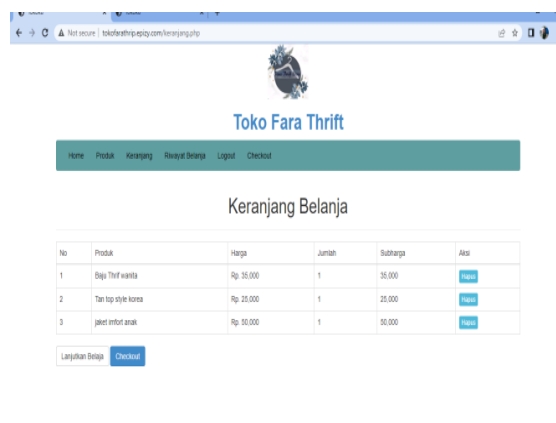 Not secure | tokofarathrip.epizy.com/keranjang.php
Toko Fara Thrift
Home Produk Keranjang Riwayat Belanja Logout Checkout
Keranjang Belanja
No Produk Harga Jumlah Subharga Aksi
1 Baju Thrif wanita Rp. 35,000 1 35,000 Hapus
2 Tan top style korea Rp. 25,000 1 25,000 Hapus
3 jaket imfort anak Rp. 50,000 1 50,000 Hapus
Lanjutkan Belaja Checkout